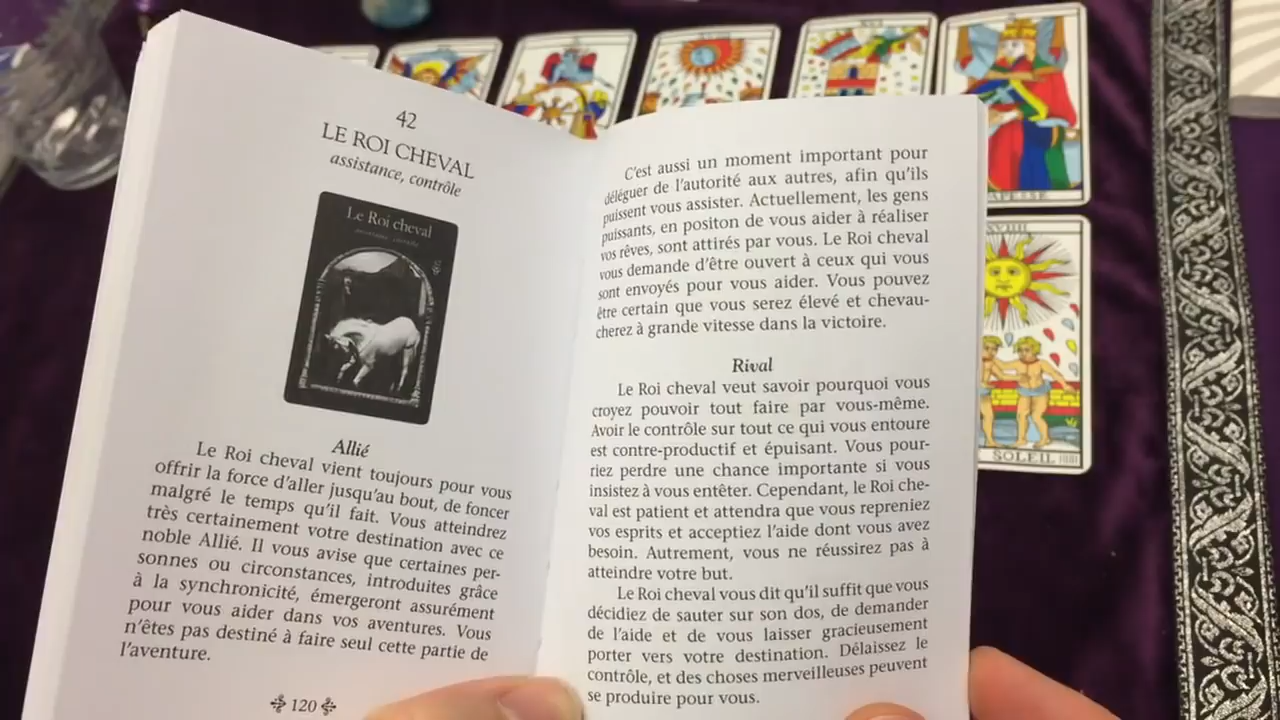 42
LE ROI CHEVAL
assistance, contrôle
Le Roi cheval
Allié
Le Roi cheval vient toujours pour vous
offrir la force d'aller jusqu'au bout, de foncer
malgré le temps qu'il fait. Vous atteindrez
très certainement votre destination avec ce
noble Allié. Il vous avise que certaines per-
sonnes ou circonstances, introduites grâce
à la synchronicité, émergeront assurément
pour vous aider dans vos aventures. Vous
n'êtes pas destiné à faire seul cette partie de
l'aventure.
120
C'est aussi un moment important pour
déléguer de l'autorité aux autres, afin qu'ils
puissent vous assister. Actuellement, les gens
puissants, en positon de vous aider à réaliser
vos rêves, sont attirés par vous. Le Roi cheval
vous demande d'être ouvert à ceux qui vous
sont envoyés pour vous aider. Vous pouvez
être certain que vous serez élevé et chevau-
cherez à grande vitesse dans la victoire.
Rival
Le Roi cheval veut savoir pourquoi vous
croyez pouvoir tout faire par vous-même.
Avoir le contrôle sur tout ce qui vous entoure
est contre-productif et épuisant. Vous pour-
riez perdre une chance importante si vous
insistez à vous entêter. Cependant, le Roi che-
val est patient et attendra que vous repreniez
vos esprits et acceptiez l'aide dont vous avez
besoin. Autrement, vous ne réussirez pas à
atteindre votre but.
Le Roi cheval vous dit qu'il suffit que vous
décidiez de sauter sur son dos, de demander
de l'aide et de vous laisser gracieusement
porter vers votre destination. Délaissez le
contrôle, et des choses merveilleuses peuvent
se produire pour vous.
XVI
SOLEIL